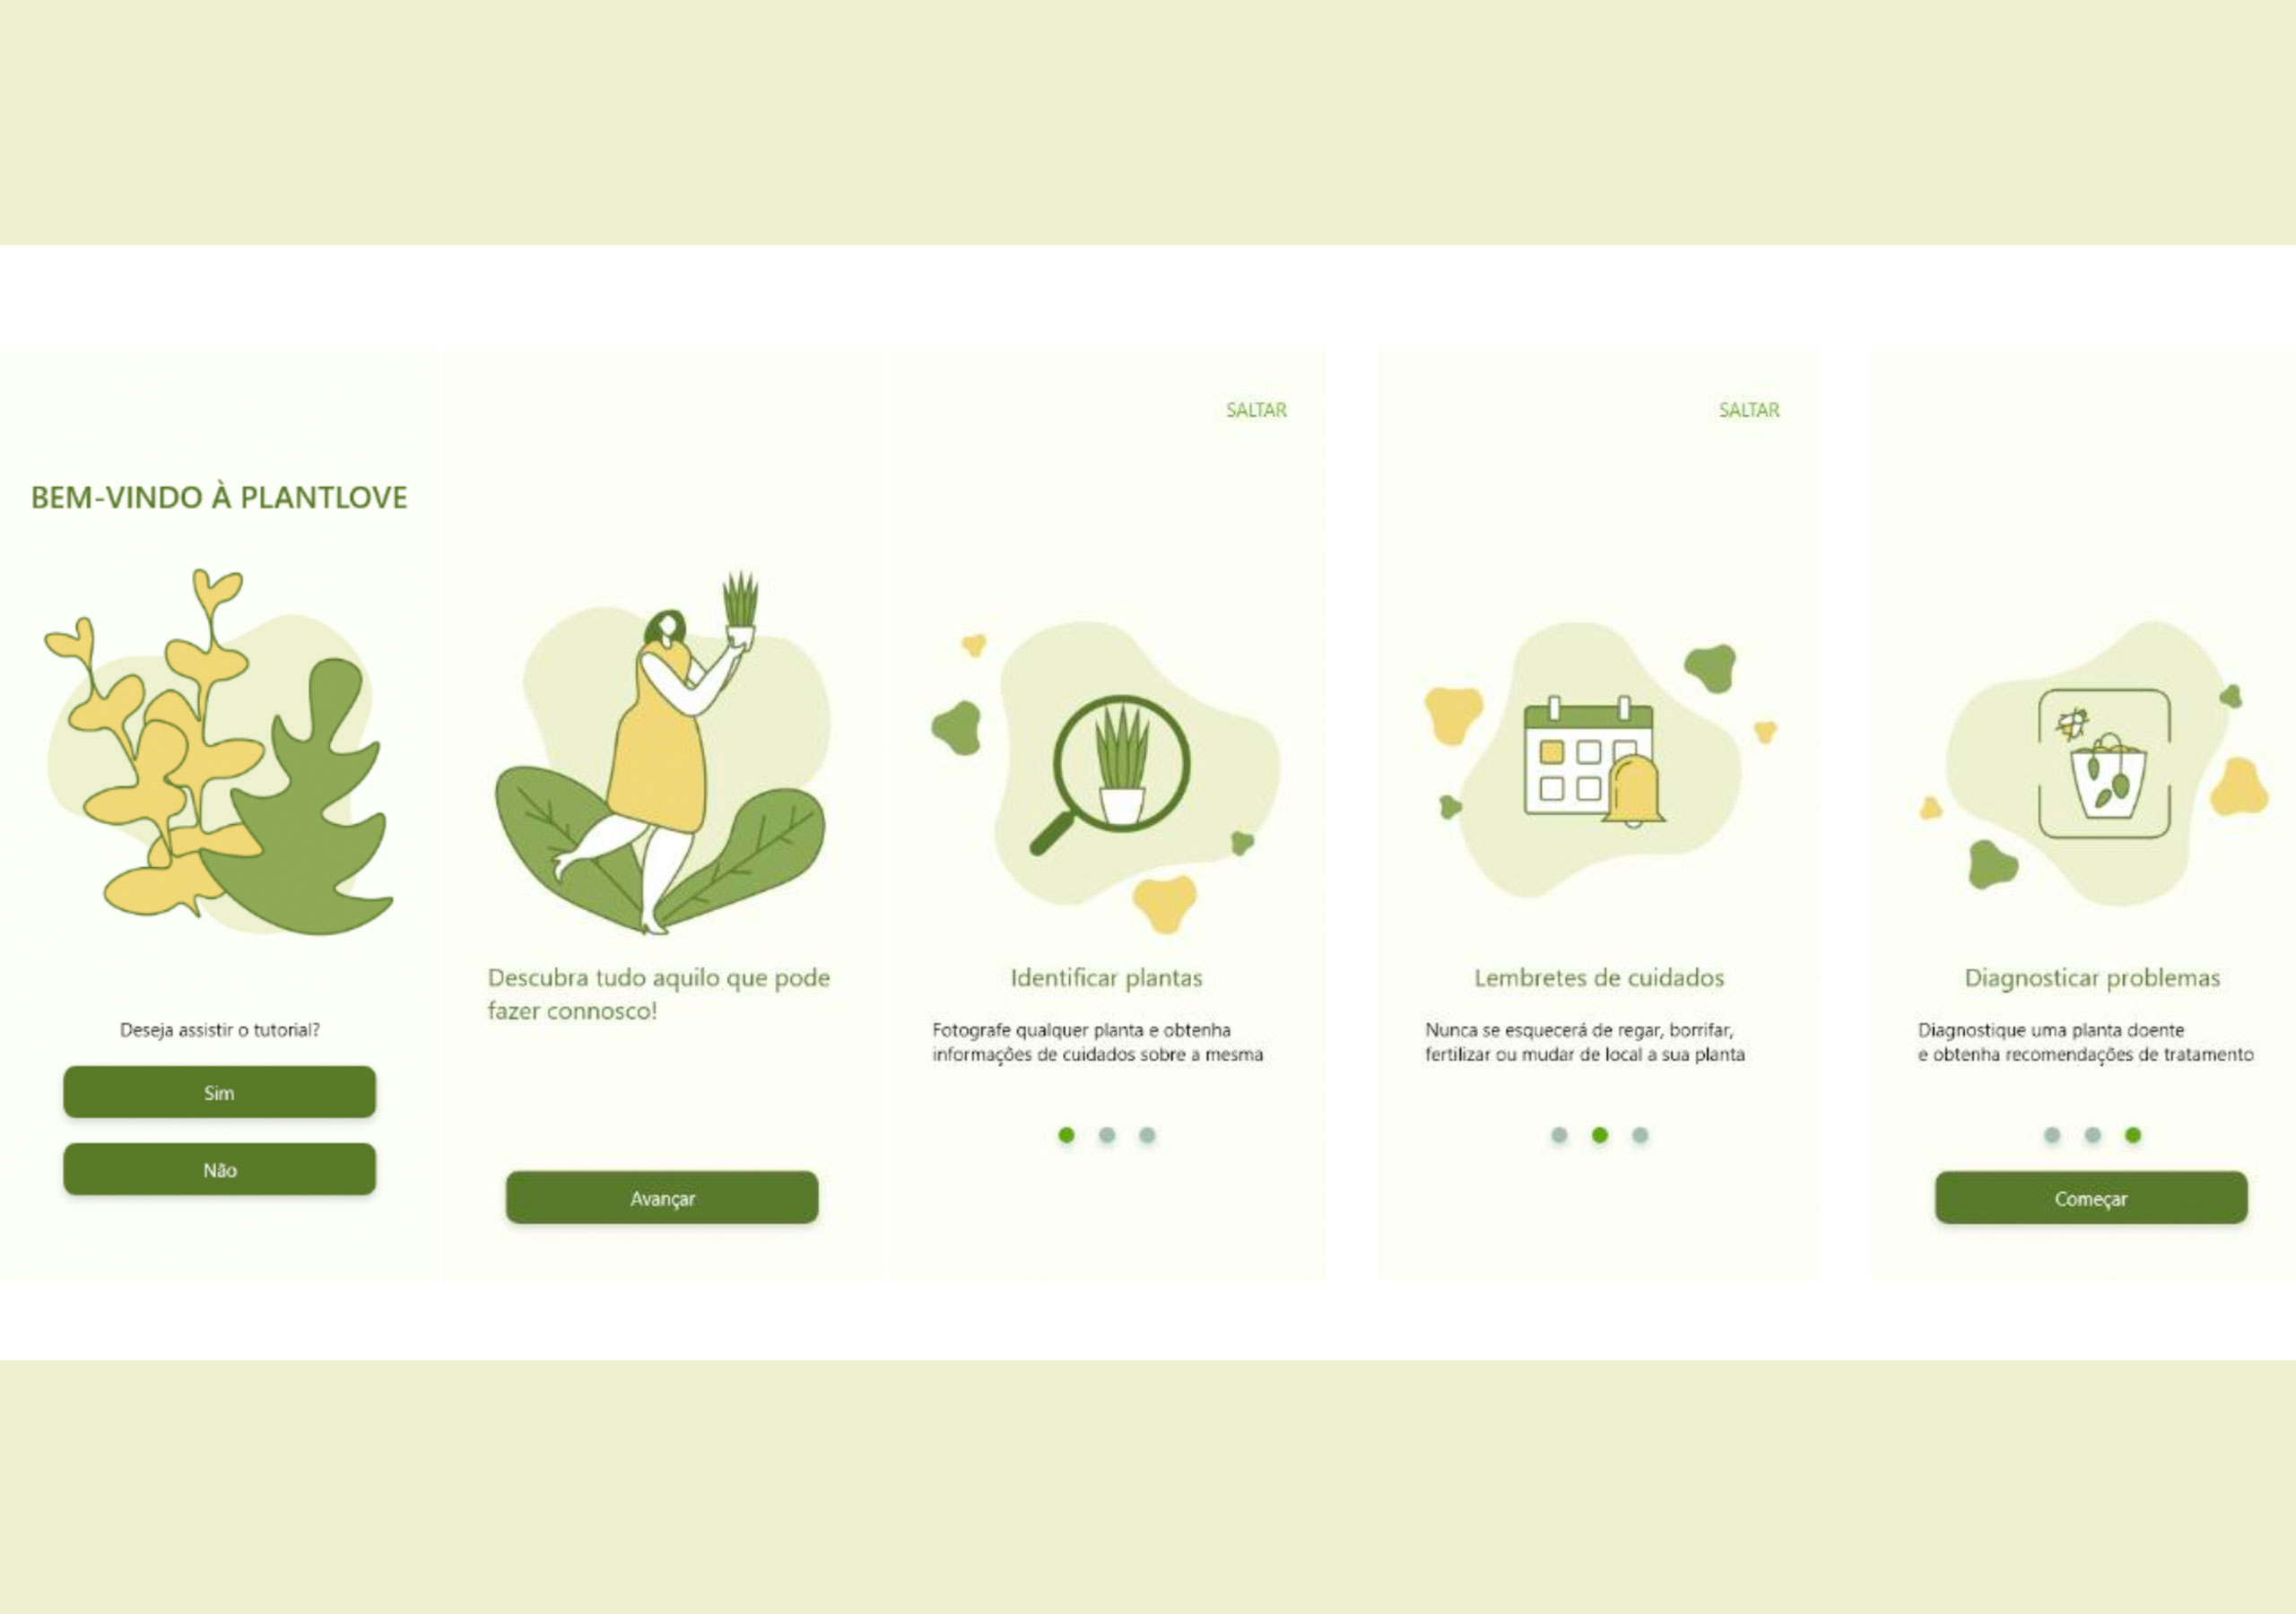 BEM-VINDO À PLANTLOVE
Deseja assistir o tutorial?
Sim
Não
Descubra tudo aquilo que pode
fazer connosco!
Avançar
SALTAR
Identificar plantas
Fotografe qualquer planta e obtenha
informações de cuidados sobre a mesma
SALTAR
Lembretes de cuidados
Nunca se esquecerá de regar, borrifar,
fertilizar ou mudar de local a sua planta
Diagnosticar problemas
Diagnostique uma planta doente
e obtenha recomendações de tratamento
Começar